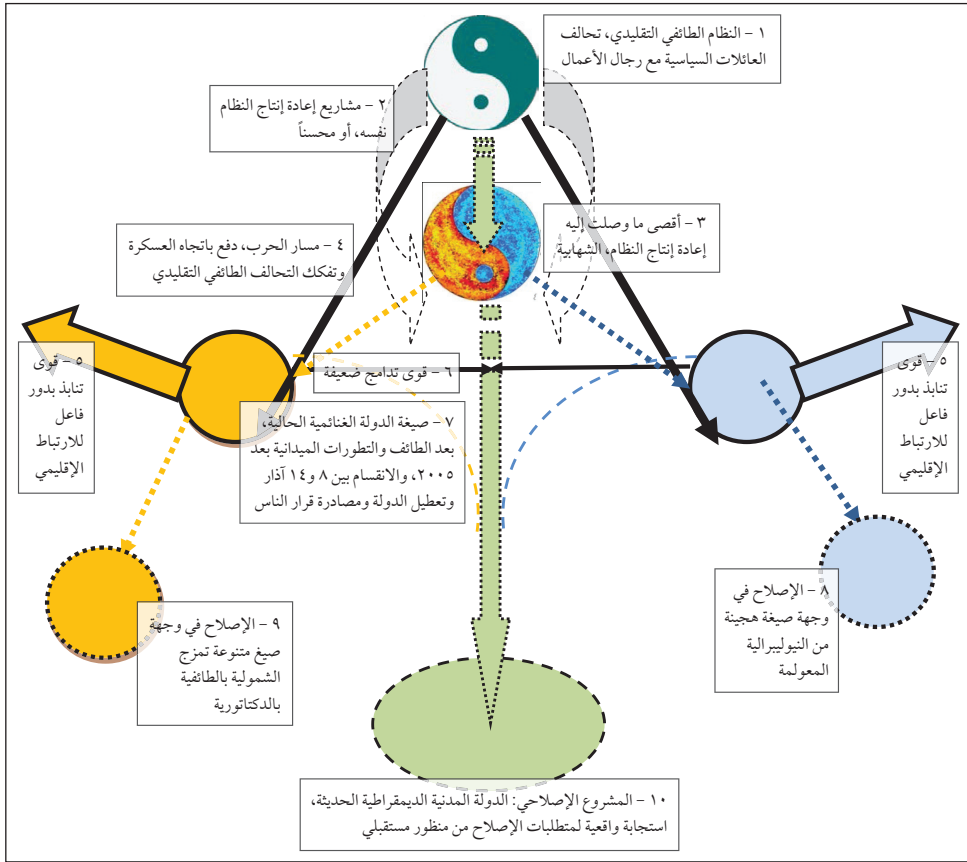 ١ - النظام الطائفي التقليدي، تحالف
العائلات السياسية مع رجال الأعمال
٢ - مشاريع إعادة إنتاج النظام
نفسه، أو محسناً
٣ - أقصى ما وصلت إليه
إعادة إنتاج النظام، الشهابية
٤ - مسار الحرب، دفع باتجاه العسكرة
وتفكك التحالف الطائفي التقليدي
٥ - قوى
تنابذ بدور
فاعل
للارتباط
الإقليمي
٥ - قوى
تنابذ بدور
فاعل
للارتباط
الإقليمي
٦ - قوى تدامج ضعيفة
٧ - صيغة الدولة الغنائمية الحالية،
بعد الطائف والتطورات الميدانية بعد
٢٠٠٥، والانقسام بين ٨ و١٤ آذار
وتعطيل الدولة ومصادرة قرار الناس
٨ - الإصلاح في
وجهة صيغة هجينة
من النيوليبرالية
المعولمة
٩ - الإصلاح في وجهة
صيغ متنوعة تمزج
الشمولية بالطائفية
بالدكتاتورية
١٠ - المشروع الإصلاحي: الدولة المدنية الديمقراطية الحديثة،
استجابة واقعية لمتطلبات الإصلاح من منظور مستقبلي